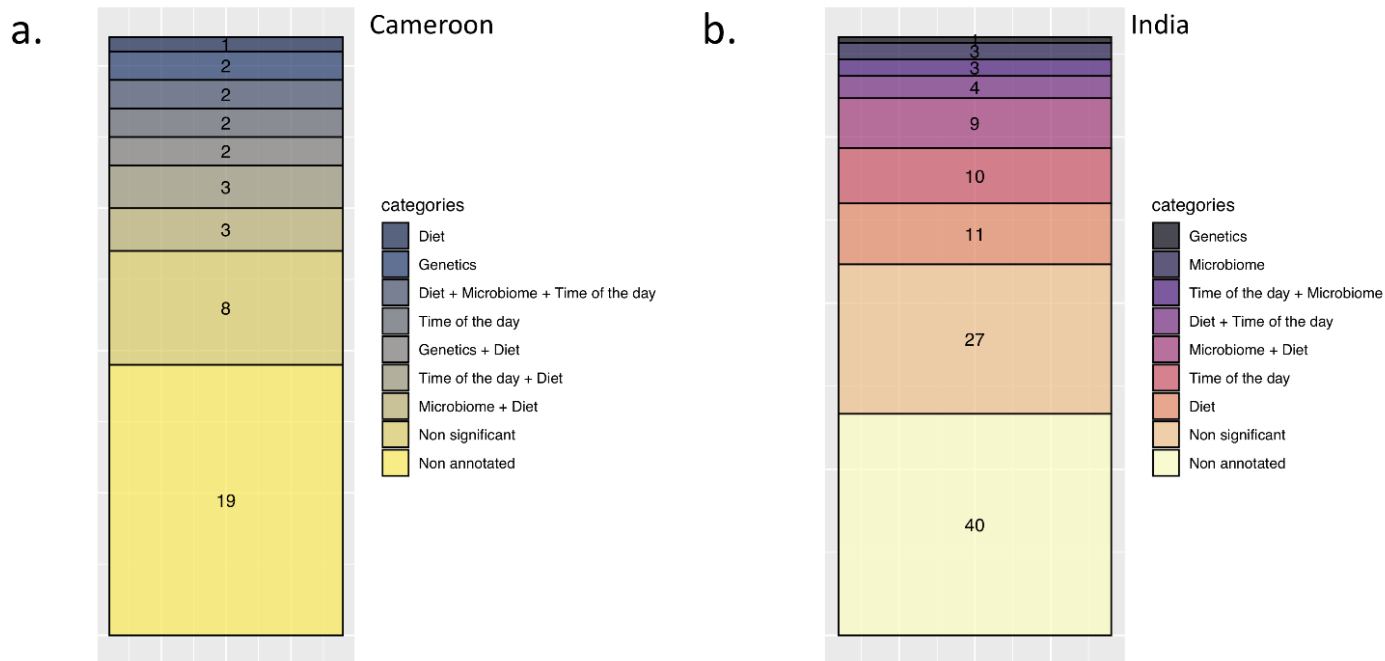 a.
Cameroon
1
2
2
2
2
3
3
8
19
categories
Diet
Genetics
Diet + Microbiome + Time of the day
Time of the day
Genetics + Diet
Time of the day + Diet
Microbiome + Diet
Non significant
Non annotated
b.
India
1
3
3
4
9
10
11
27
40
categories
Genetics
Microbiome
Time of the day + Microbiome
Diet + Time of the day
Microbiome + Diet
Time of the day
Diet
Non significant
Non annotated